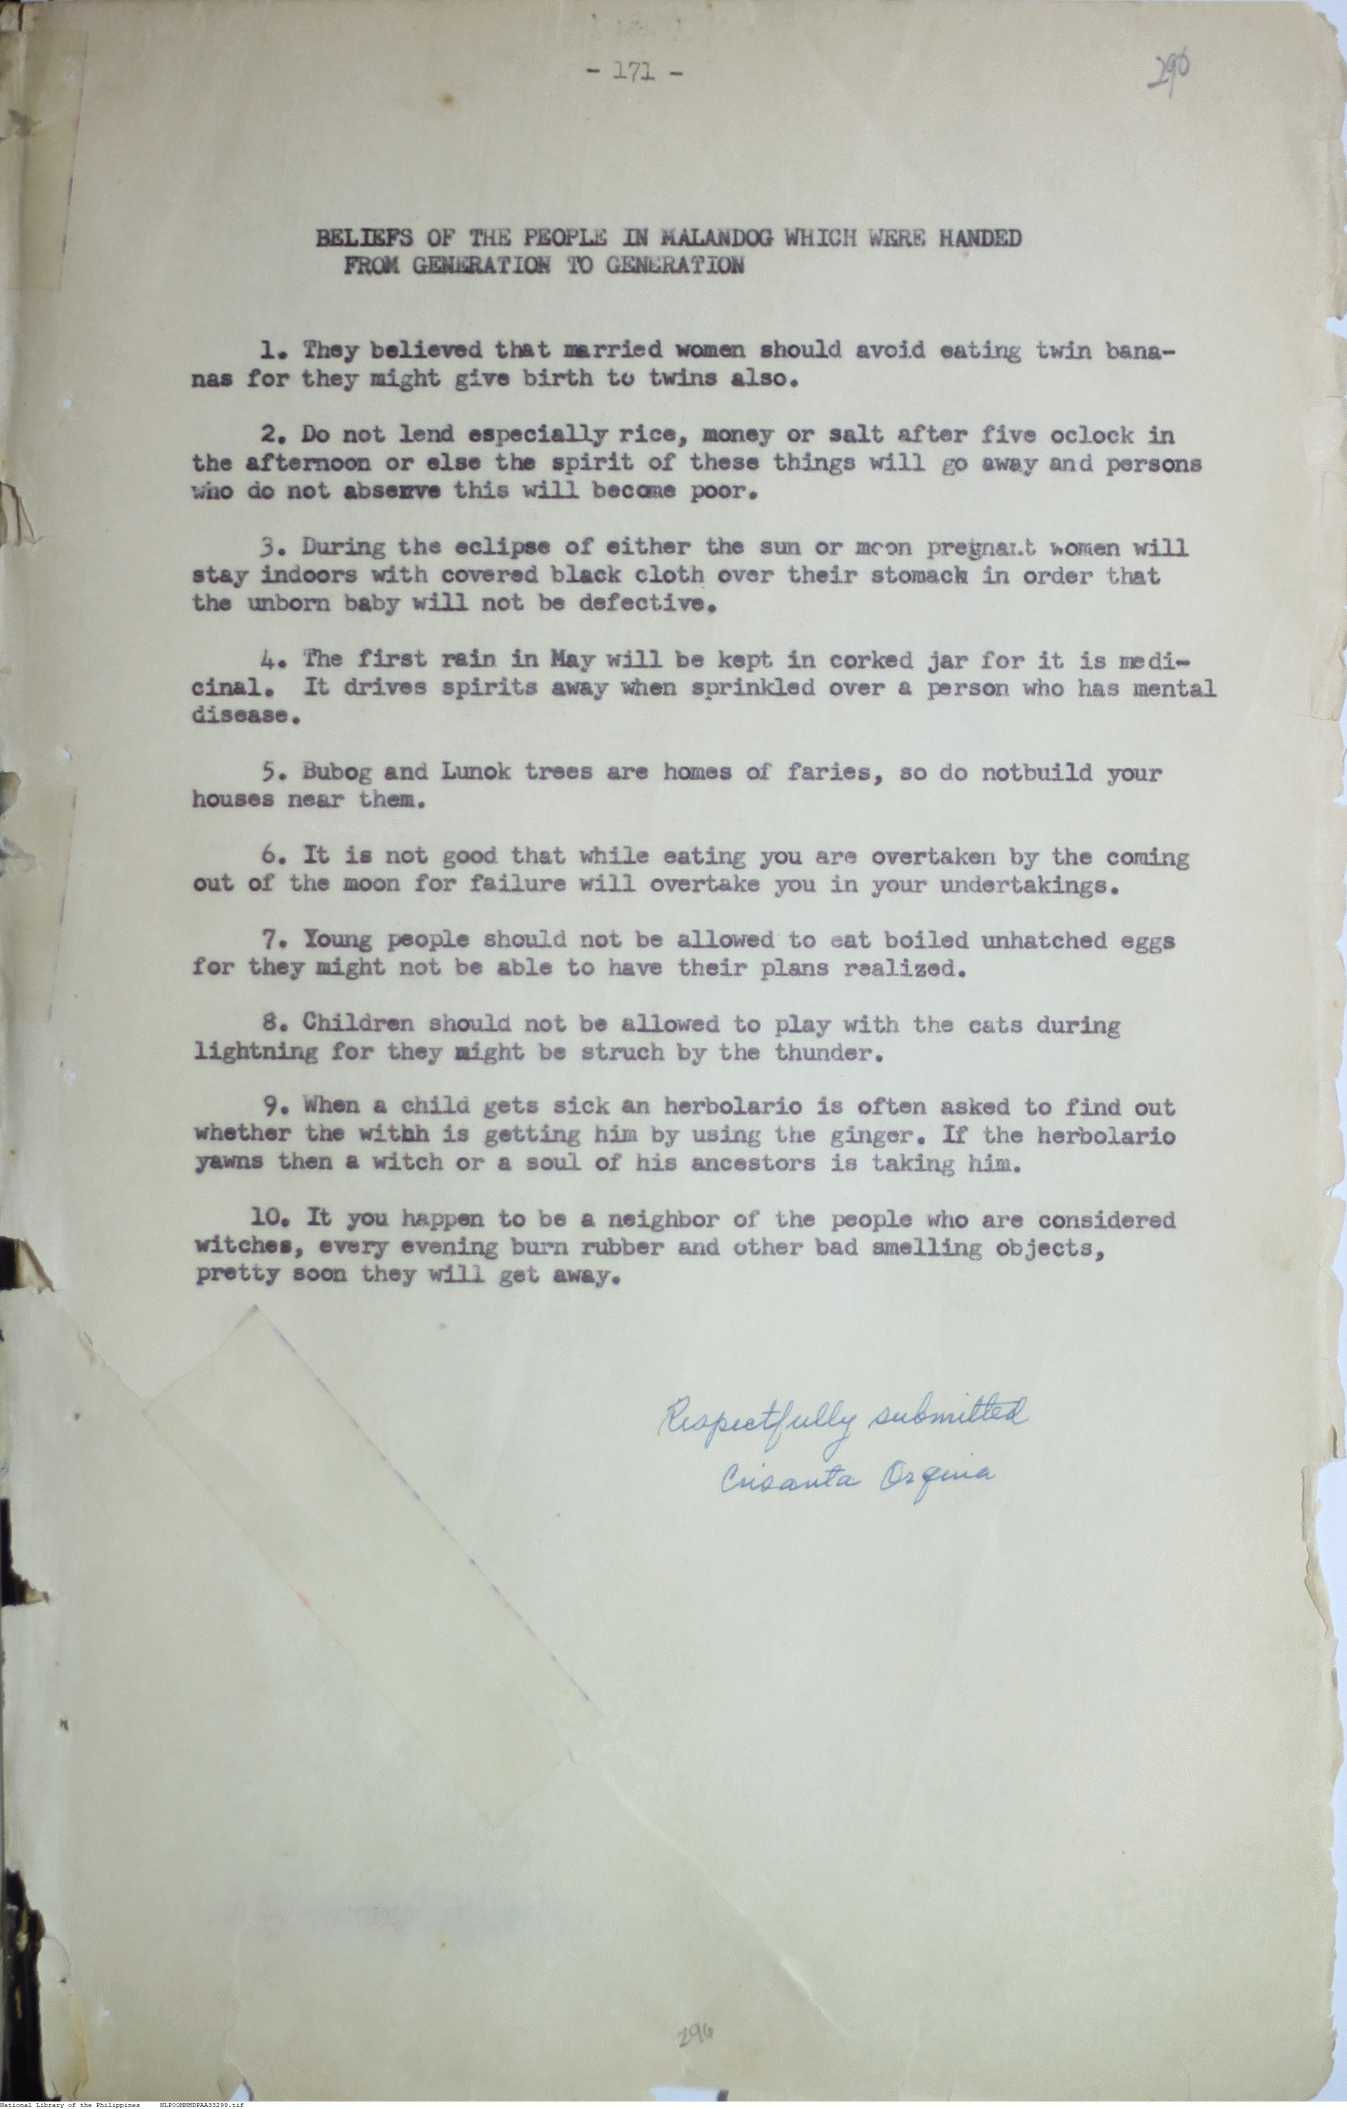 - 171 -
290
BELIEFS OF THE PEOPLE IN MALANDOG WHICH WERE HANDED
FROM GENERATION TO GENERATION
1. They believed that married women should avoid eating twin bana-
nas for they might give birth to twins also.
2. Do not lend especially rice, money or salt after five oclock in
the afternoon or else the spirit of these things will go away and persons
who do not abserve this will become poor.
3. During the eclipse of either the sun or moon pregnant women will
stay indoors with covered black cloth over their stomach in order that
the unborn baby will not be defective.
4. The first rain in May will be kept in corked jar for it is medi-
cinal. It drives spirits away when sprinkled over a person who has mental
disease.
5. Bubog and Lunok trees are homes of faries, so do notbuild your
houses near them.
6. It is not good that while eating you are overtaken by the coming
out of the moon for failure will overtake you in your undertakings.
7. Young people should not be allowed to eat boiled unhatched eggs
for they might not be able to have their plans realized.
8. Children should not be allowed to play with the cats during
lightning for they might be struch by the thunder.
9. When a child gets sick an herbolario is often asked to find out
whether the withh is getting him by using the ginger. If the herbolario
yawns then a witch or a soul of his ancestors is taking him.
10. It you happen to be a neighbor of the people who are considered
witches, every evening burn rubber and other bad smelling objects,
pretty soon they will get away.
Respectfully submitted
Crisanta
296
National Library of the Philippines NLPOOMNMDPAA33299.tif